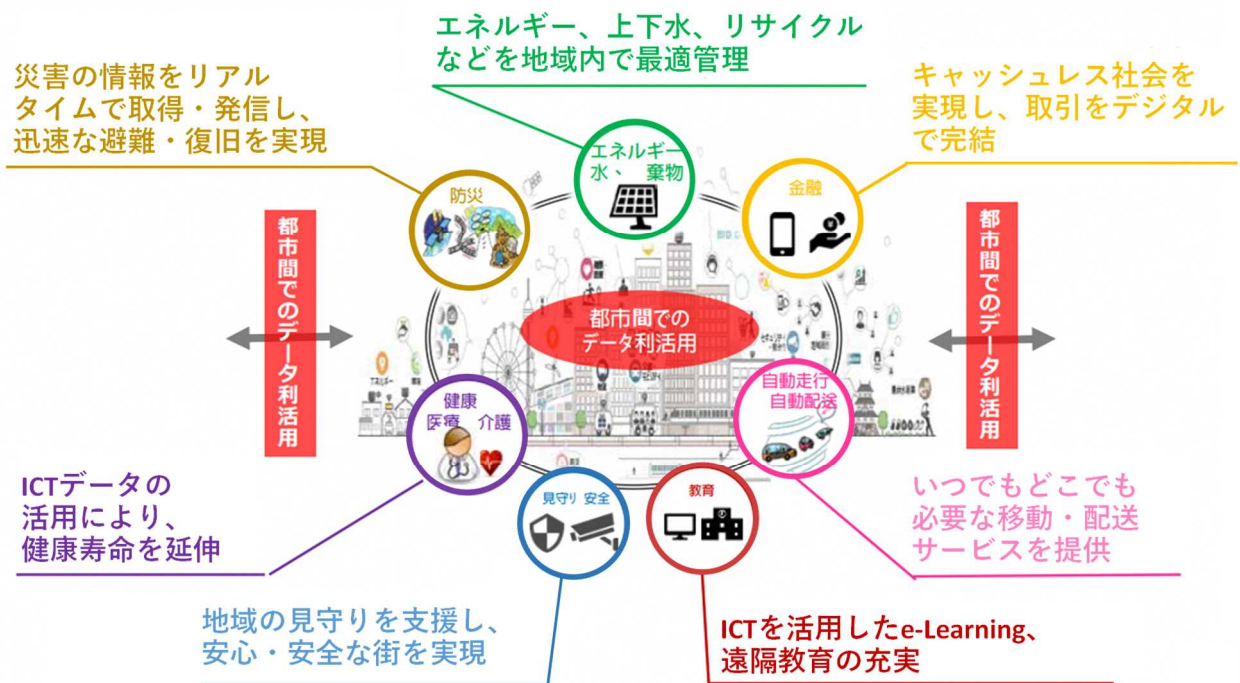 エネルギー、上下水、リサイクル
などを地域内で最適管理
災害の情報をリアル
タイムで取得・発信し、
迅速な避難・復旧を実現
キャッシュレス社会を
実現し、取引をデジタル
で完結
エネルギー
水、 棄物
防災
金融
都市間でのデータ利活用
都市間での
データ利活用
都市間でのデータ利活用
エネルギー
自動走行
自動配送
健康
医療 介護
見守り 安全
教育
ICTデータの
活用により、
健康寿命を延伸
いつでもどこでも
必要な移動・配送
サービスを提供
地域の見守りを支援し、
安心・安全な街を実現
ICTを活用したe-Learning、
遠隔教育の充実